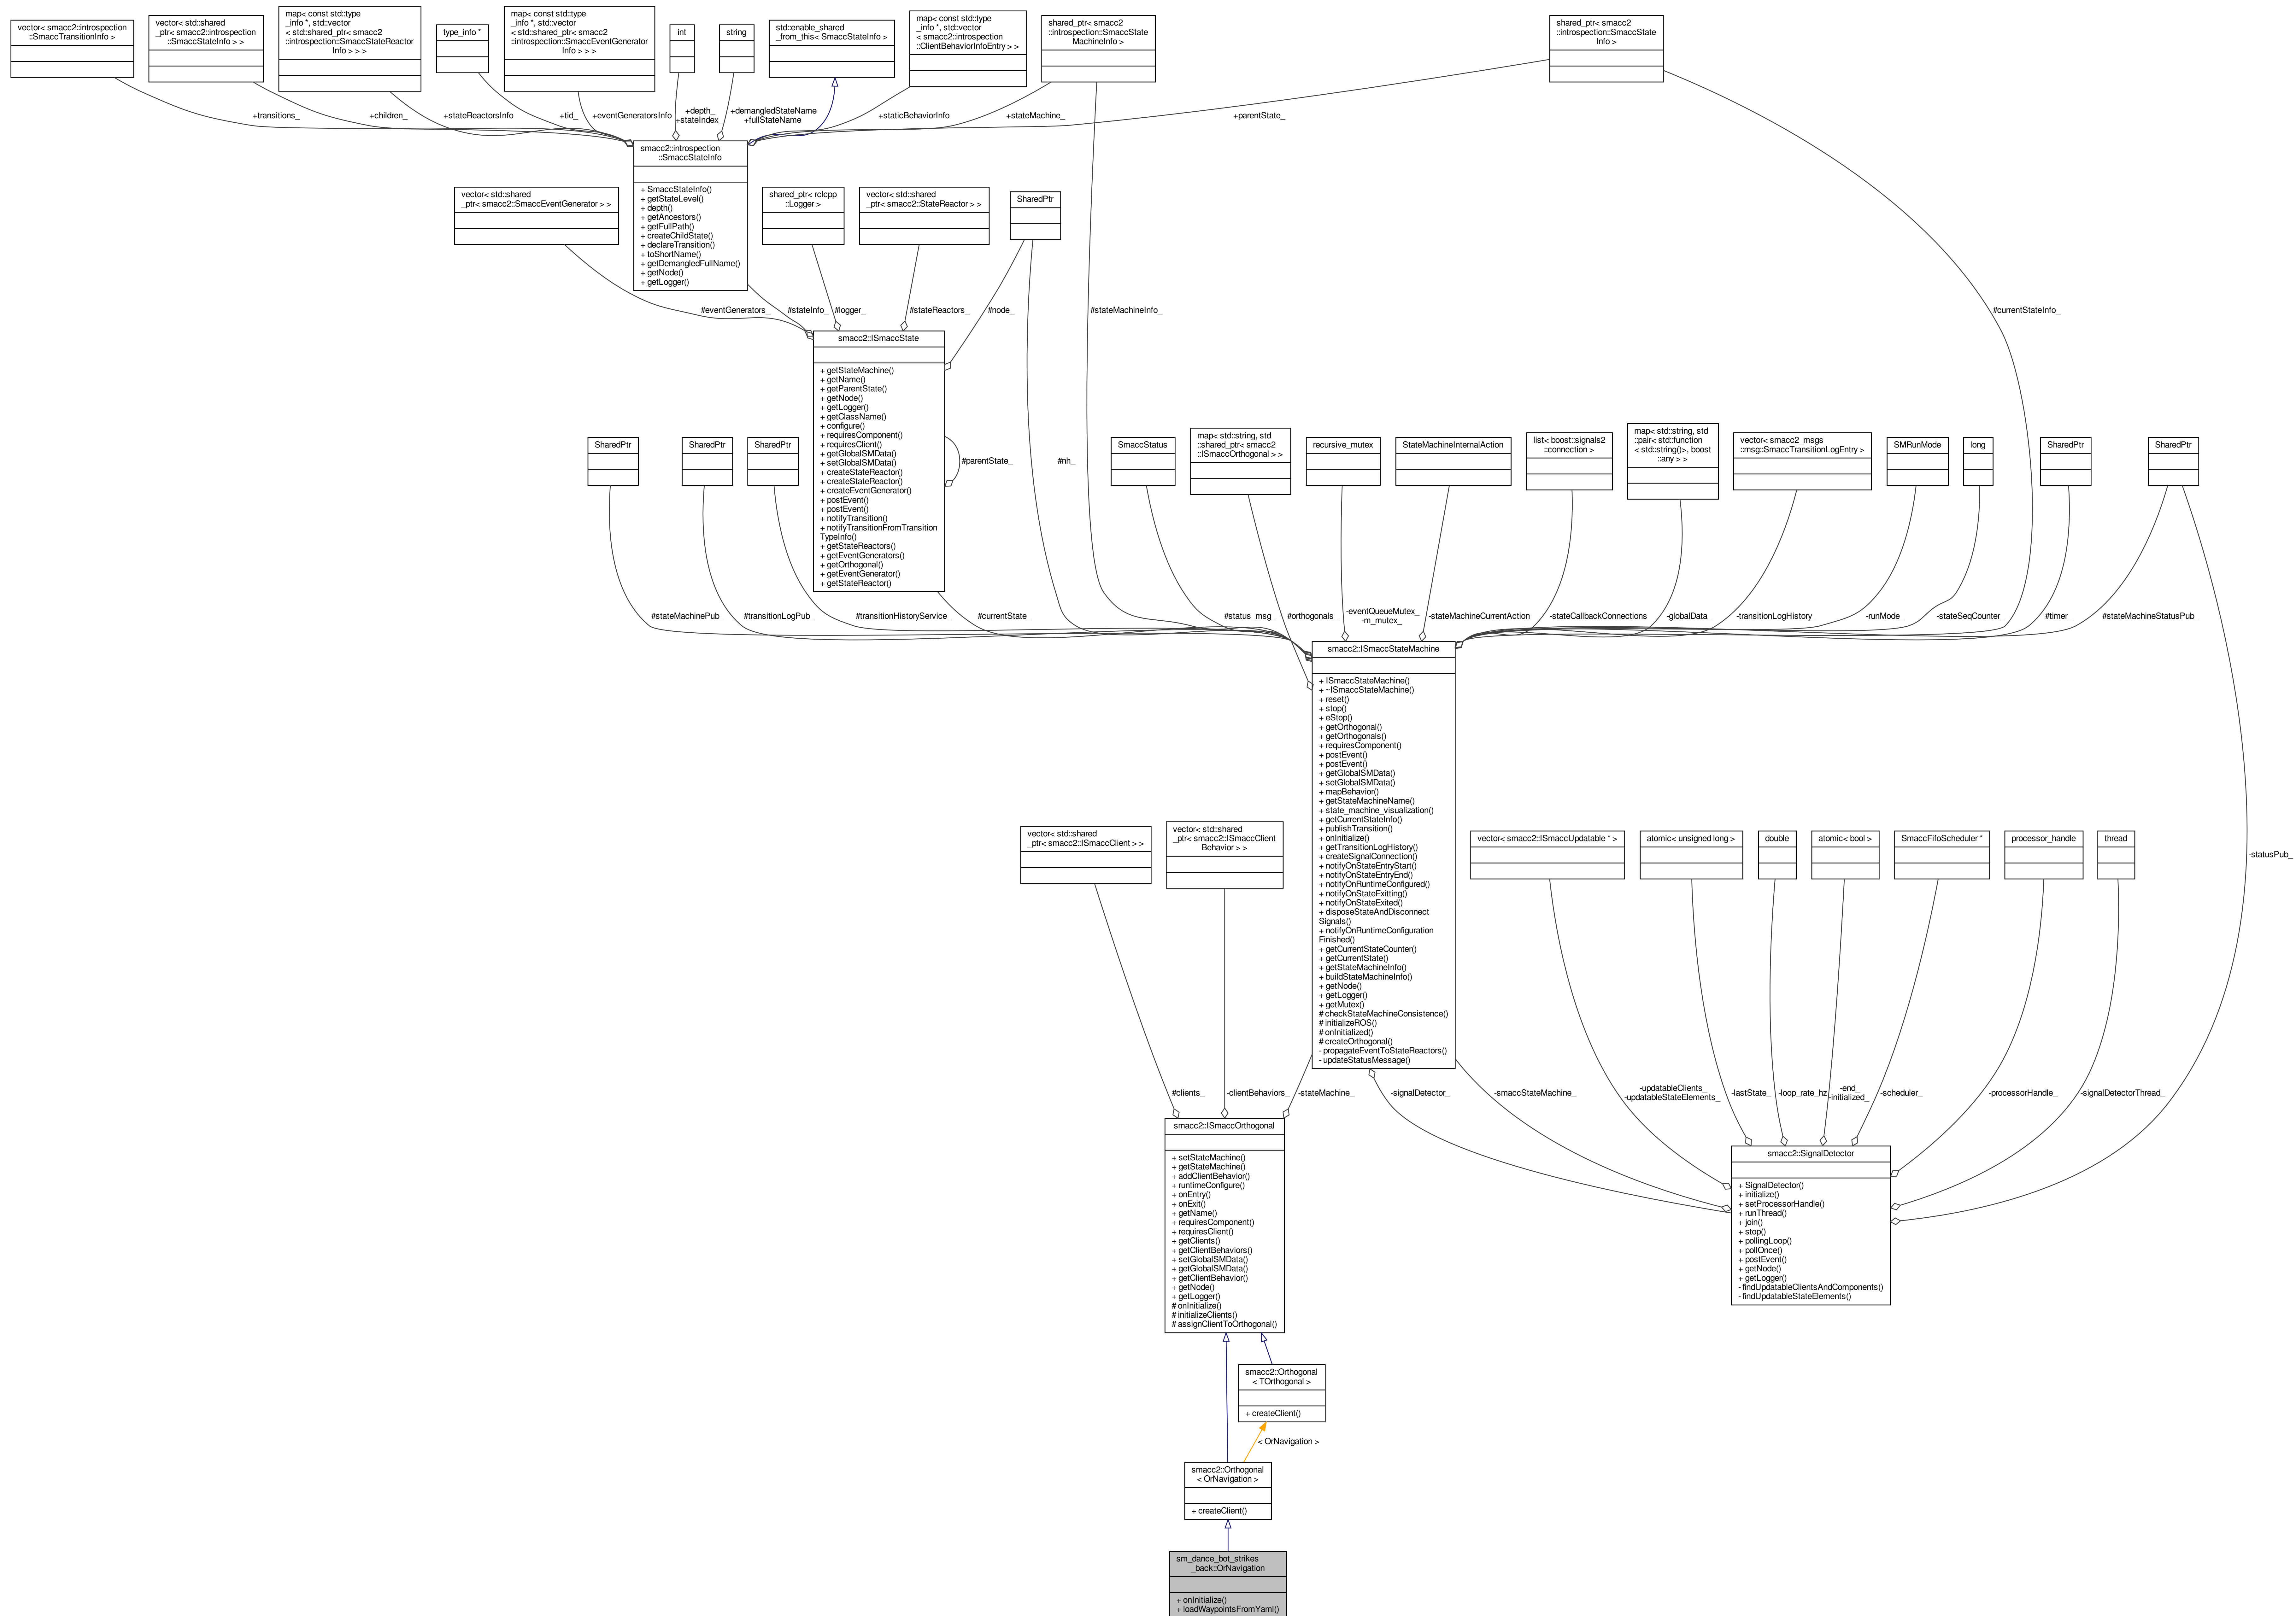 vector< smacc2::introspection
::SmaccTransitionInfo >
vector< std::shared
_ptr< smacc2::introspection
::SmaccStateInfo > >
map< const std::type
_info *, std::vector
< std::shared_ptr< smacc2
::introspection::SmaccStateReactor
Info > > >
type_info *
map< const std::type
_info *, std::vector
< std::shared_ptr< smacc2
::introspection::SmaccEventGenerator
Info > > >
int
string
std::enable_shared
_from_this< SmaccStateInfo >
map< const std::type
_info *, std::vector
< smacc2::introspection
::ClientBehaviorInfoEntry > >
shared_ptr< smacc2
::introspection::SmaccState
MachineInfo >
shared_ptr< smacc2
::introspection::SmaccState
Info >
+transitions_
+children_
+stateReactorsInfo
+tid_
+eventGeneratorsInfo
+depth_
+stateIndex_
+demangledStateName
+fullStateName
+staticBehaviorInfo
+stateMachine_
+parentState_
smacc2::introspection
::SmaccStateInfo
+ SmaccStateInfo()
+ getStateLevel()
+ depth()
+ getAncestors()
+ getFullPath()
+ createChildState()
+ declareTransition()
+ toShortName()
+ getDemangledFullName()
+ getNode()
+ getLogger()
vector< std::shared
_ptr< smacc2::SmaccEventGenerator > >
shared_ptr< rclcpp
::Logger >
vector< std::shared
_ptr< smacc2::StateReactor > >
SharedPtr
#eventGenerators_
#stateInfo_
#logger_
#stateReactors_
#node_
#stateMachineInfo_
#currentStateInfo_
smacc2::ISmaccState
+ getStateMachine()
+ getName()
+ getParentState()
+ getNode()
+ getLogger()
+ getClassName()
+ configure()
+ requiresComponent()
+ requiresClient()
+ getGlobalSMData()
+ setGlobalSMData()
+ createStateReactor()
+ createStateReactor()
+ createEventGenerator()
+ postEvent()
+ postEvent()
+ notifyTransition()
+ notifyTransitionFromTransition
TypeInfo()
+ getStateReactors()
+ getEventGenerators()
+ getOrthogonal()
+ getEventGenerator()
+ getStateReactor()
#parentState_
#nh_
SharedPtr
SharedPtr
SharedPtr
SmaccStatus
map< std::string, std
::shared_ptr< smacc2
::ISmaccOrthogonal > >
recursive_mutex
StateMachineInternalAction
list< boost::signals2
::connection >
map< std::string, std
::pair< std::function
< std::string()>, boost
::any > >
vector< smacc2_msgs
::msg::SmaccTransitionLogEntry >
SMRunMode
long
SharedPtr
SharedPtr
#stateMachinePub_
#transitionLogPub_
#transitionHistoryService_
#currentState_
#status_msg_
#orthogonals_
-eventQueueMutex_
-m_mutex_
-stateMachineCurrentAction
-stateCallbackConnections
-globalData_
-transitionLogHistory_
-runMode_
-stateSeqCounter_
#timer_
#stateMachineStatusPub_
smacc2::ISmaccStateMachine
+ ISmaccStateMachine()
+ ~ISmaccStateMachine()
+ reset()
+ stop()
+ eStop()
+ getOrthogonal()
+ getOrthogonals()
+ requiresComponent()
+ postEvent()
+ postEvent()
+ getGlobalSMData()
+ setGlobalSMData()
+ mapBehavior()
+ getStateMachineName()
+ state_machine_visualization()
+ getCurrentStateInfo()
+ publishTransition()
+ onInitialize()
+ getTransitionLogHistory()
+ createSignalConnection()
+ notifyOnStateEntryStart()
+ notifyOnStateEntryEnd()
+ notifyOnRuntimeConfigured()
+ notifyOnStateExitting()
+ notifyOnStateExited()
+ disposeStateAndDisconnect
Signals()
+ notifyOnRuntimeConfiguration
Finished()
+ getCurrentStateCounter()
+ getCurrentState()
+ getStateMachineInfo()
+ buildStateMachineInfo()
+ getNode()
+ getLogger()
+ getMutex()
# checkStateMachineConsistence()
# initializeROS()
# onInitialized()
# createOrthogonal()
- propagateEventToStateReactors()
- updateStatusMessage()
vector< std::shared
_ptr< smacc2::ISmaccClient > >
vector< std::shared
_ptr< smacc2::ISmaccClient
Behavior > >
vector< smacc2::ISmaccUpdatable * >
atomic< unsigned long >
double
atomic< bool >
SmaccFifoScheduler *
processor_handle
thread
-statusPub_
#clients_
-clientBehaviors_
-stateMachine_
-signalDetector_
-smaccStateMachine_
-updatableClients_
-updatableStateElements_
-lastState_
-loop_rate_hz
-end_
-initialized_
-scheduler_
-processorHandle_
-signalDetectorThread_
smacc2::ISmaccOrthogonal
+ setStateMachine()
+ getStateMachine()
+ addClientBehavior()
+ runtimeConfigure()
+ onEntry()
+ onExit()
+ getName()
+ requiresComponent()
+ requiresClient()
+ getClients()
+ getClientBehaviors()
+ setGlobalSMData()
+ getGlobalSMData()
+ getClientBehavior()
+ getNode()
+ getLogger()
# onInitialize()
# initializeClients()
# assignClientToOrthogonal()
smacc2::SignalDetector
+ SignalDetector()
+ initialize()
+ setProcessorHandle()
+ runThread()
+ join()
+ stop()
+ pollingLoop()
+ pollOnce()
+ postEvent()
+ getNode()
+ getLogger()
- findUpdatableClientsAndComponents()
- findUpdatableStateElements()
smacc2::Orthogonal
< TOrthogonal >
+ createClient()
< OrNavigation >
smacc2::Orthogonal
< OrNavigation >
+ createClient()
sm_dance_bot_strikes
_back::OrNavigation
+ onInitialize()
+ loadWaypointsFromYaml()